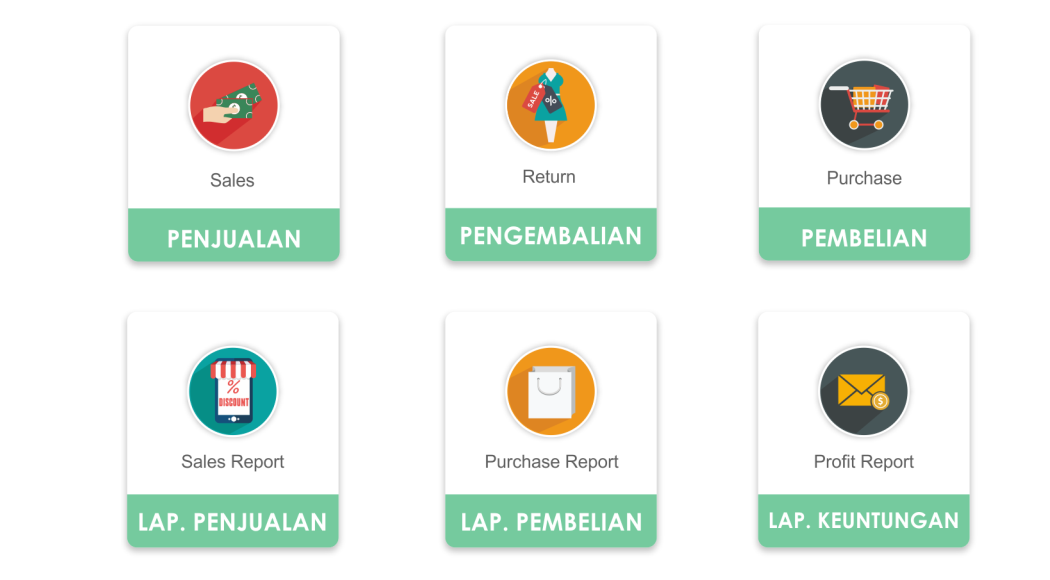 SALE
%
Sales
Return
Purchase
PENJUALAN
PENGEMBALIAN
PEMBELIAN
%
DISCOUNT
$
Sales Report
Purchase Report
Profit Report
LAP. PENJUALAN
LAP. PEMBELIAN
LAP. KEUNTUNGAN